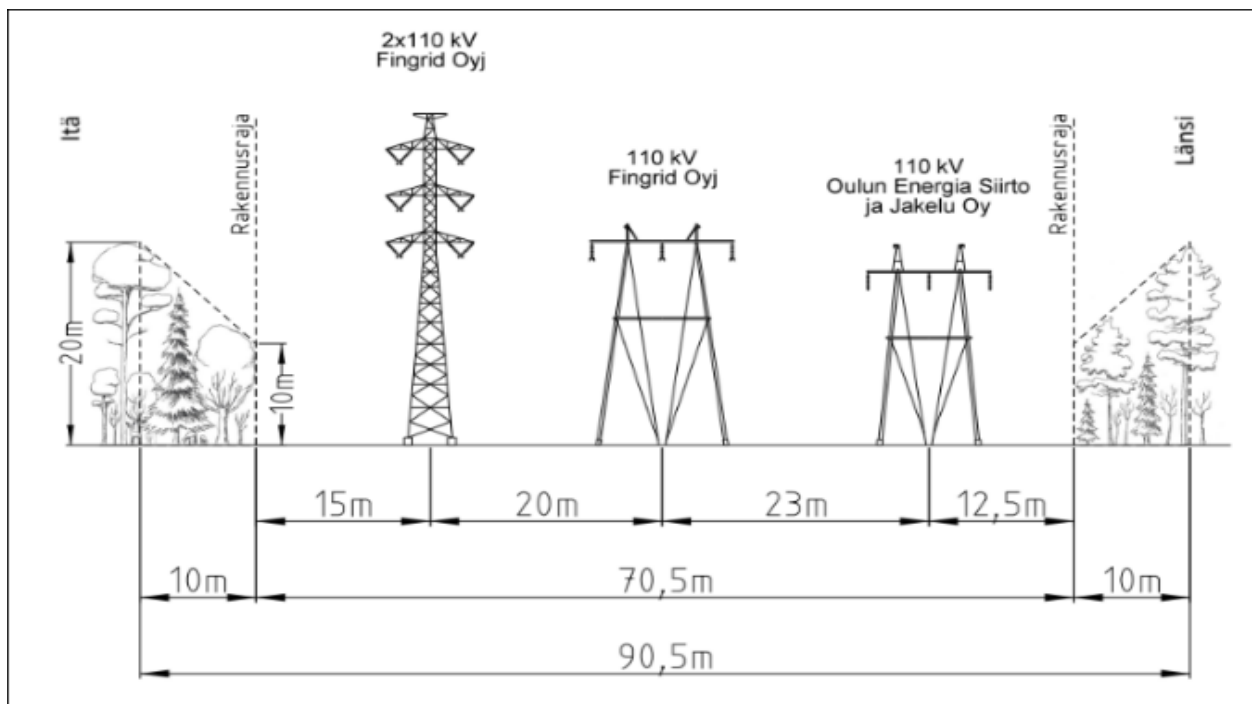 2x110 kV
Fingrid Oyj
Itä
Rakennusraja
110 kV
Fingrid Oyj
110 kV
Oulun Energia Siirto
ja Jakelu Oy
Rakennusraja
Länsi
20m
10m
15m
20m
23m
12,5m
10m
70,5m
10m
90,5m